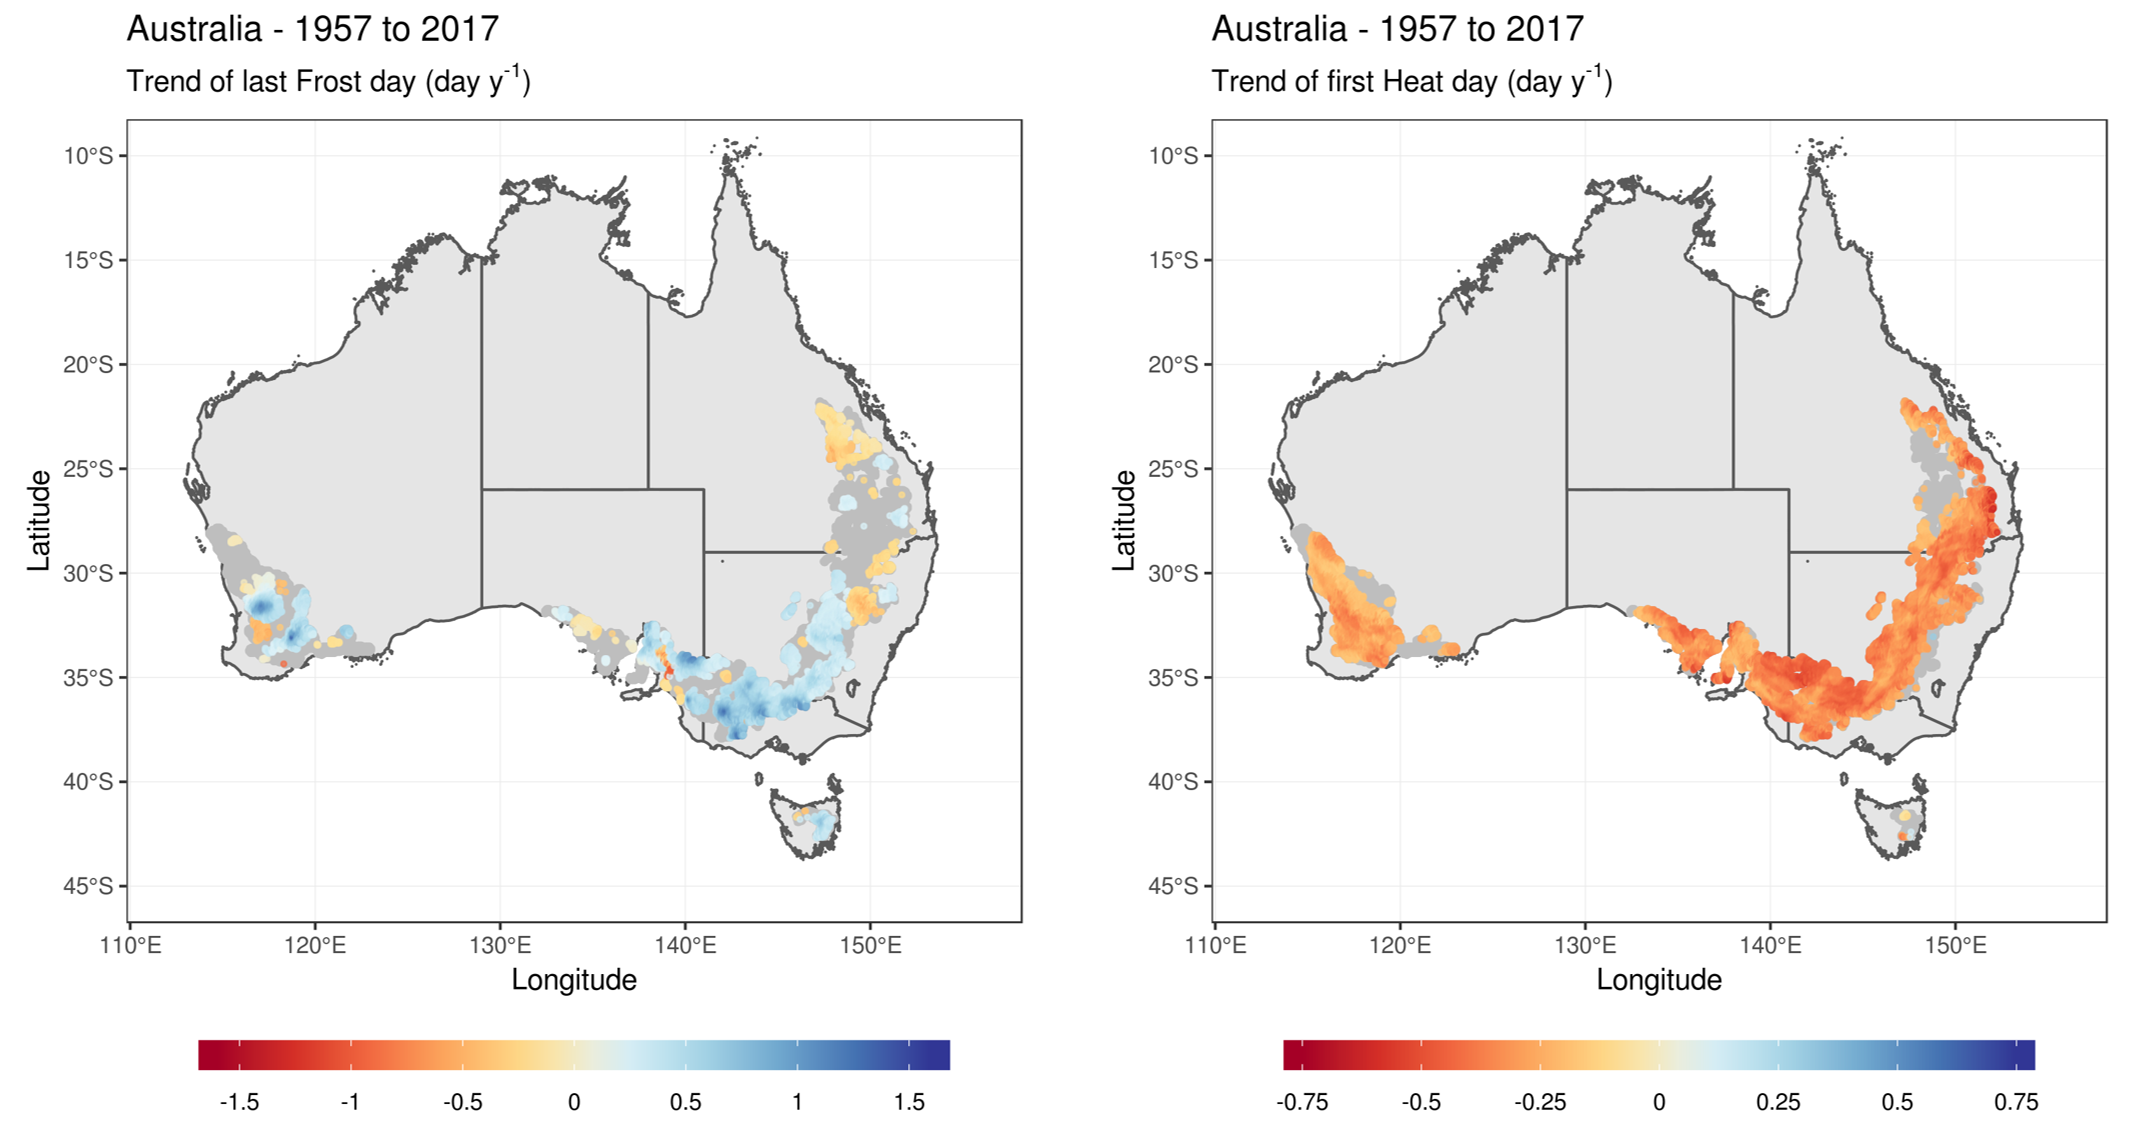 Australia - 1957 to 2017
Trend of last Frost day (day y⁻¹)
10°S
15°S
20°S
25°S
30°S
35°S
40°S
45°S
Latitude
110°E 120°E 130°E 140°E 150°E
Longitude
-1.5 -1 -0.5 0 0.5 1 1.5
Australia - 1957 to 2017
Trend of first Heat day (day y⁻¹)
10°S
15°S
20°S
25°S
30°S
35°S
40°S
45°S
Latitude
110°E 120°E 130°E 140°E 150°E
Longitude
-0.75 -0.5 -0.25 0 0.25 0.5 0.75